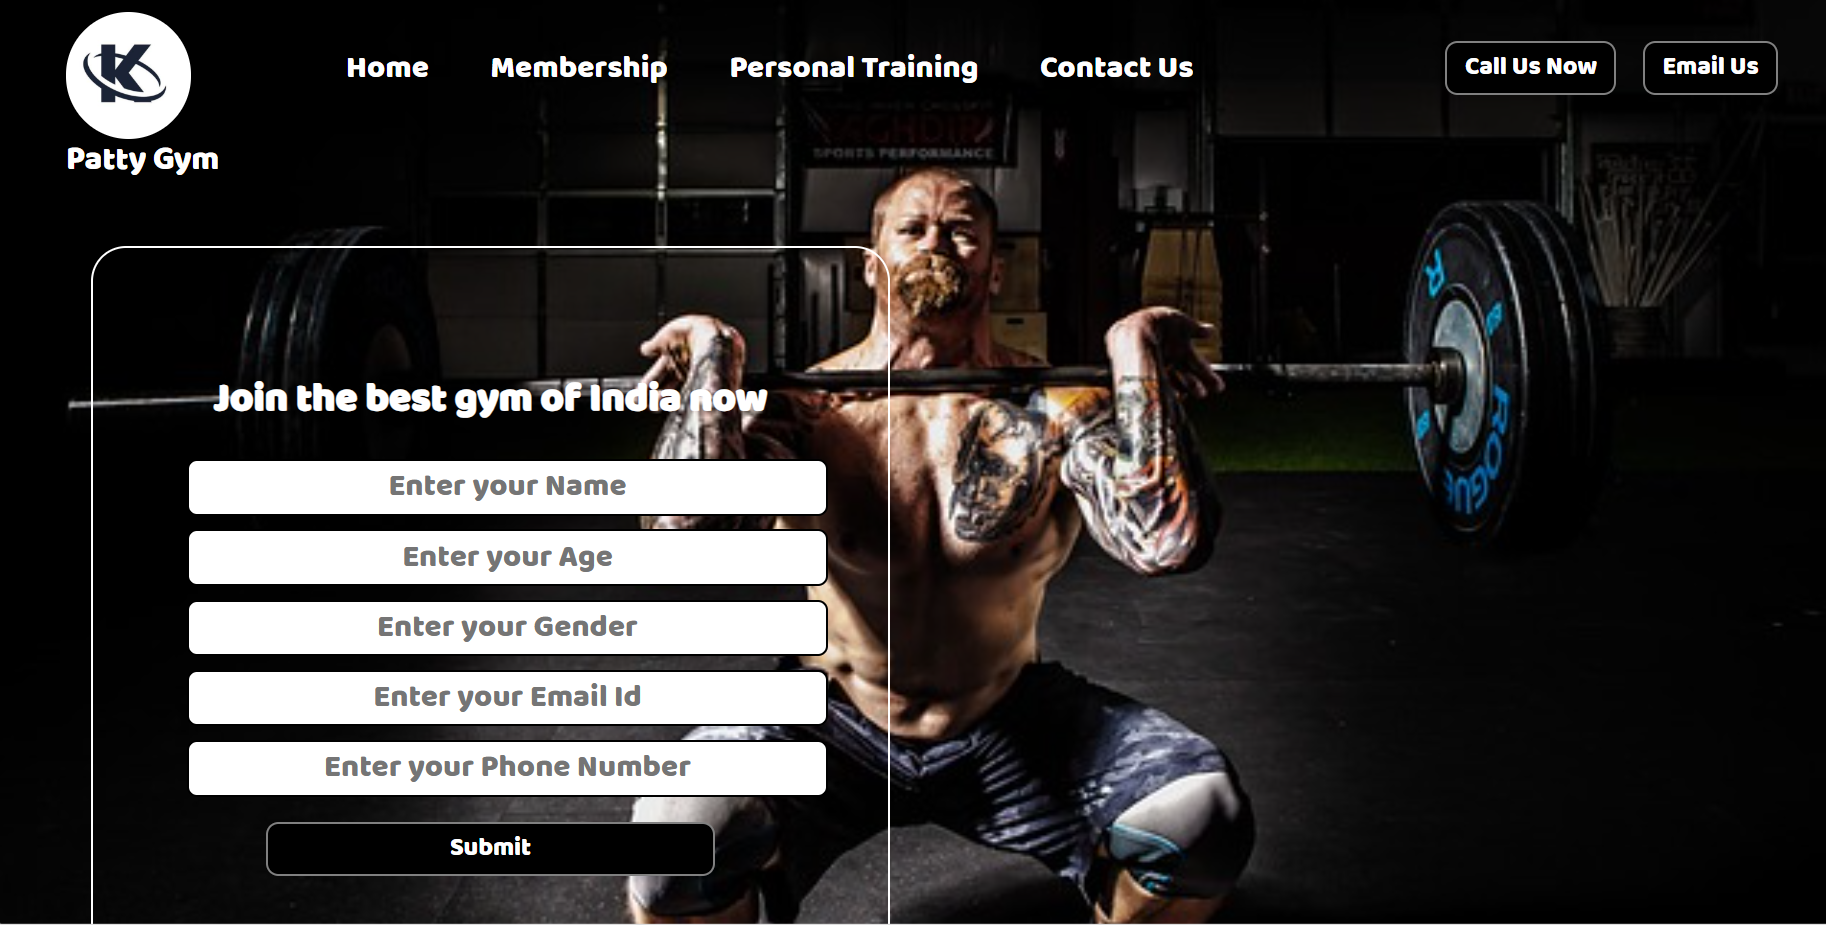 K
Home Membership Personal Training Contact Us Call Us Now Email Us
Patty Gym
SPORTS PERFORMANCE
Join the best gym of India now
ROGUE
Enter your Name
Enter your Age
Enter your Gender
Enter your Email Id
Enter your Phone Number
Submit